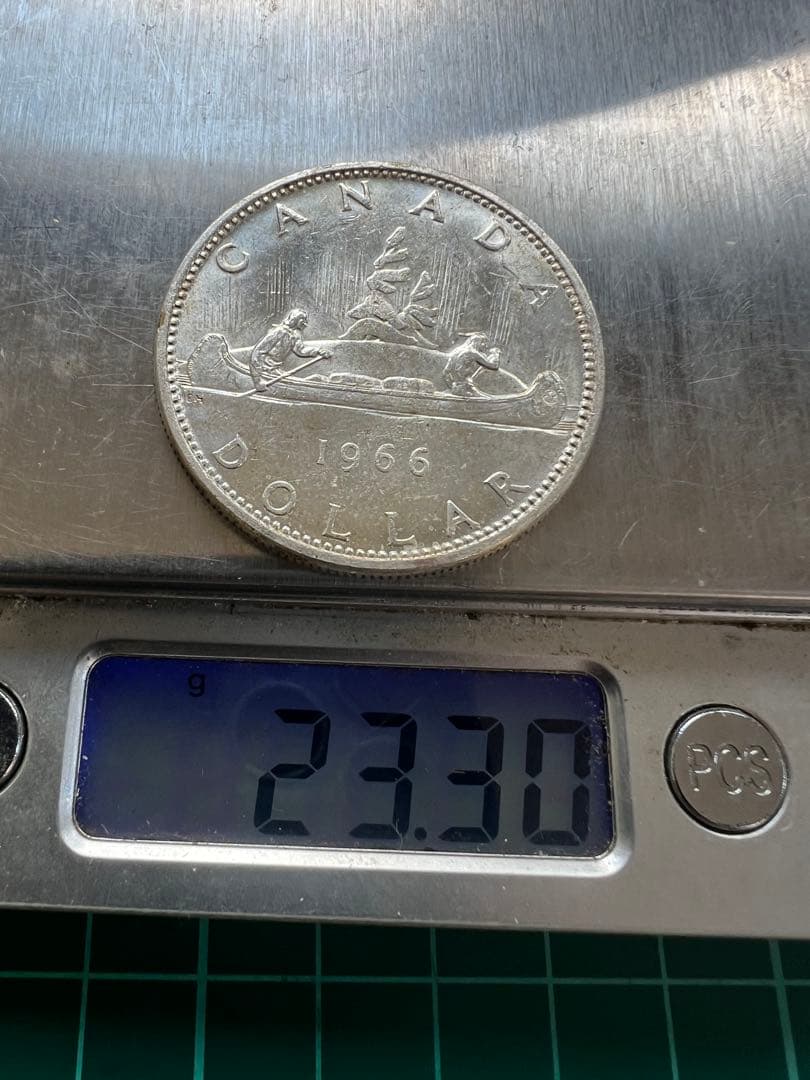 CANADA
1966
DOLLAR
g
23.30
PCS